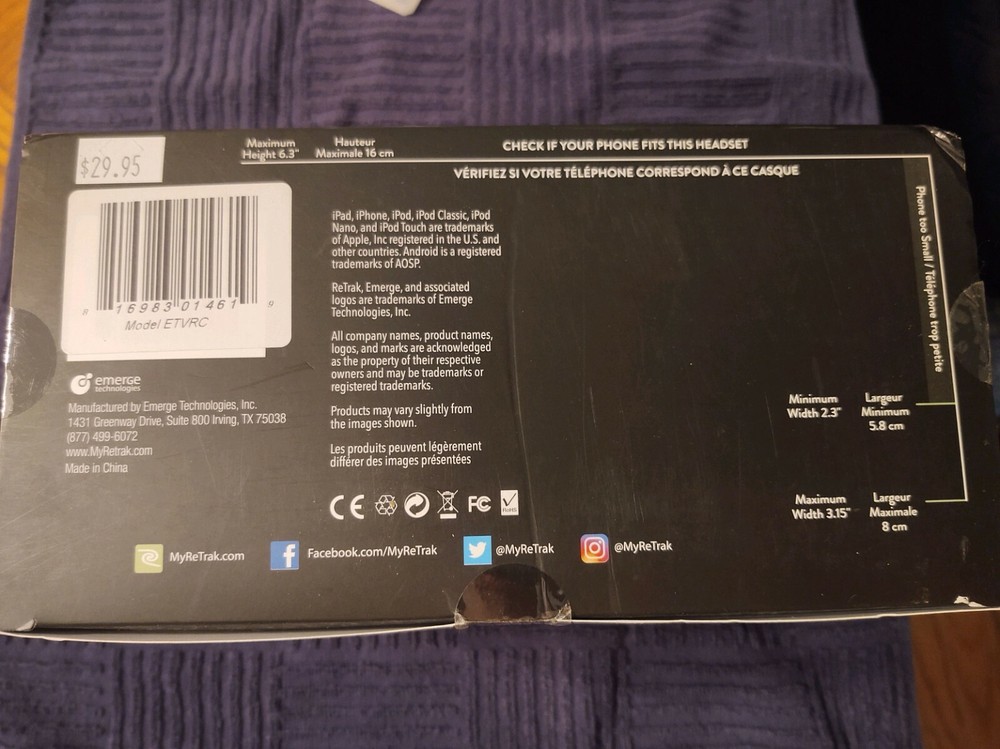 $29.95
Maximum
Height 6.3"
Hauteur
Maximale 16 cm
CHECK IF YOUR PHONE FITS THIS HEADSET
VÉRIFIEZ SI VOTRE TÉLÉPHONE CORRESPOND À CE CASQUE
Phone too Small / Téléphone trop petite
8 16983 01461 9
Model ETVRC
emerge
technologies
Manufactured by Emerge Technologies, Inc.
1431 Greenway Drive, Suite 800 Irving, TX 75038
(877) 499-6072
www.MyRetrak.com
Made in China
iPad, iPhone, iPod, iPod Classic, iPod
Nano, and iPod Touch are trademarks
of Apple, Inc registered in the U.S. and
other countries. Android is a registered
trademarks of AOSP.
ReTrak, Emerge, and associated
logos are trademarks of Emerge
Technologies, Inc.
All company names, product names,
logos, and marks are acknowledged
as the property of their respective
owners and may be trademarks or
registered trademarks.
Products may vary slightly from
the images shown.
Les produits peuvent légèrement
différer des images présentées
Minimum
Width 2.3"
Largeur
Minimum
5.8 cm
Maximum
Width 3.15"
Largeur
Maximale
8 cm
CE
FC
RoHS
MyReTrak.com
Facebook.com/MyReTrak
@MyReTrak
@MyReTrak